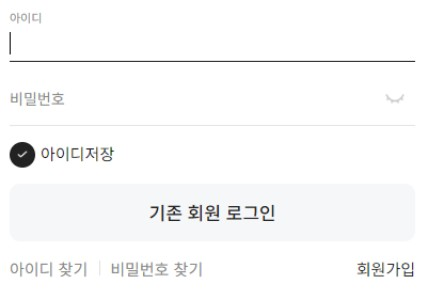 아이디
비밀번호
아이디저장
기존 회원 로그인
아이디 찾기 | 비밀번호 찾기 회원가입